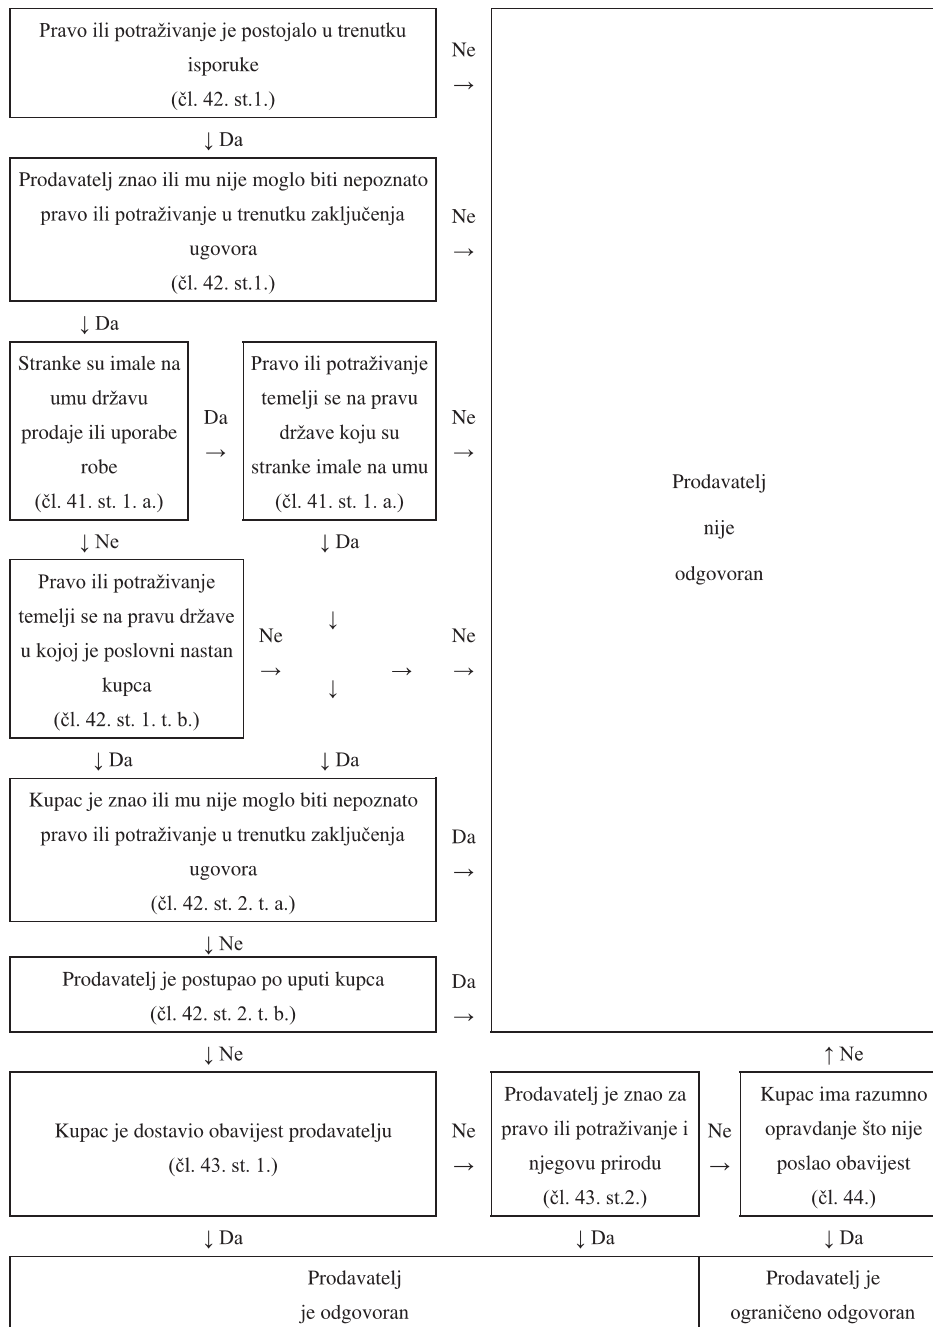 Pravo ili potraživanje je postojalo u trenutku
isporuke
(čl. 42. st.1.)
Ne
→
↓ Da
Prodavatelj znao ili mu nije moglo biti nepoznato
pravo ili potraživanje u trenutku zaključenja
ugovora
(čl. 42. st.1.)
Ne
→
↓ Da
Stranke su imale na
umu državu
prodaje ili uporabe
robe
(čl. 41. st. 1. a.)
Da
→
Pravo ili potraživanje
temelji se na pravu
države koju su
stranke imale na umu
(čl. 41. st. 1. a.)
Ne
→
Prodavatelj
nije
odgovoran
↓ Ne
↓ Da
Pravo ili potraživanje
temelji se na pravu države
u kojoj je poslovni nastan
kupca
(čl. 42. st. 1. t. b.)
Ne
→
↓
↓
→
Ne
→
↓ Da
↓ Da
Kupac je znao ili mu nije moglo biti nepoznato
pravo ili potraživanje u trenutku zaključenja
ugovora
(čl. 42. st. 2. t. a.)
Da
→
↓ Ne
Prodavatelj je postupao po uputi kupca
(čl. 42. st. 2. t. b.)
Da
→
↓ Ne
↑ Ne
Kupac je dostavio obavijest prodavatelju
(čl. 43. st. 1.)
Ne
→
Prodavatelj je znao za
pravo ili potraživanje i
njegovu prirodu
(čl. 43. st.2.)
Ne
→
Kupac ima razumno
opravdanje što nije
poslao obavijest
(čl. 44.)
↓ Da
↓ Da
↓ Da
Prodavatelj
je odgovoran
Prodavatelj je
ograničeno odgovoran